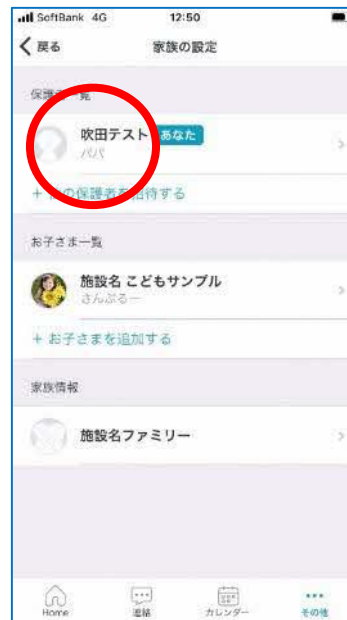 SoftBank 4G 12:50
戻る 家族の設定
保護者一覧
吹田テスト あなた
パパ
+ 他の保護者を招待する
お子さま一覧
施設名 こどもサンプル
さんぷるー
+ お子さまを追加する
家族情報
施設名ファミリー
Home 連絡 カレンダー その他